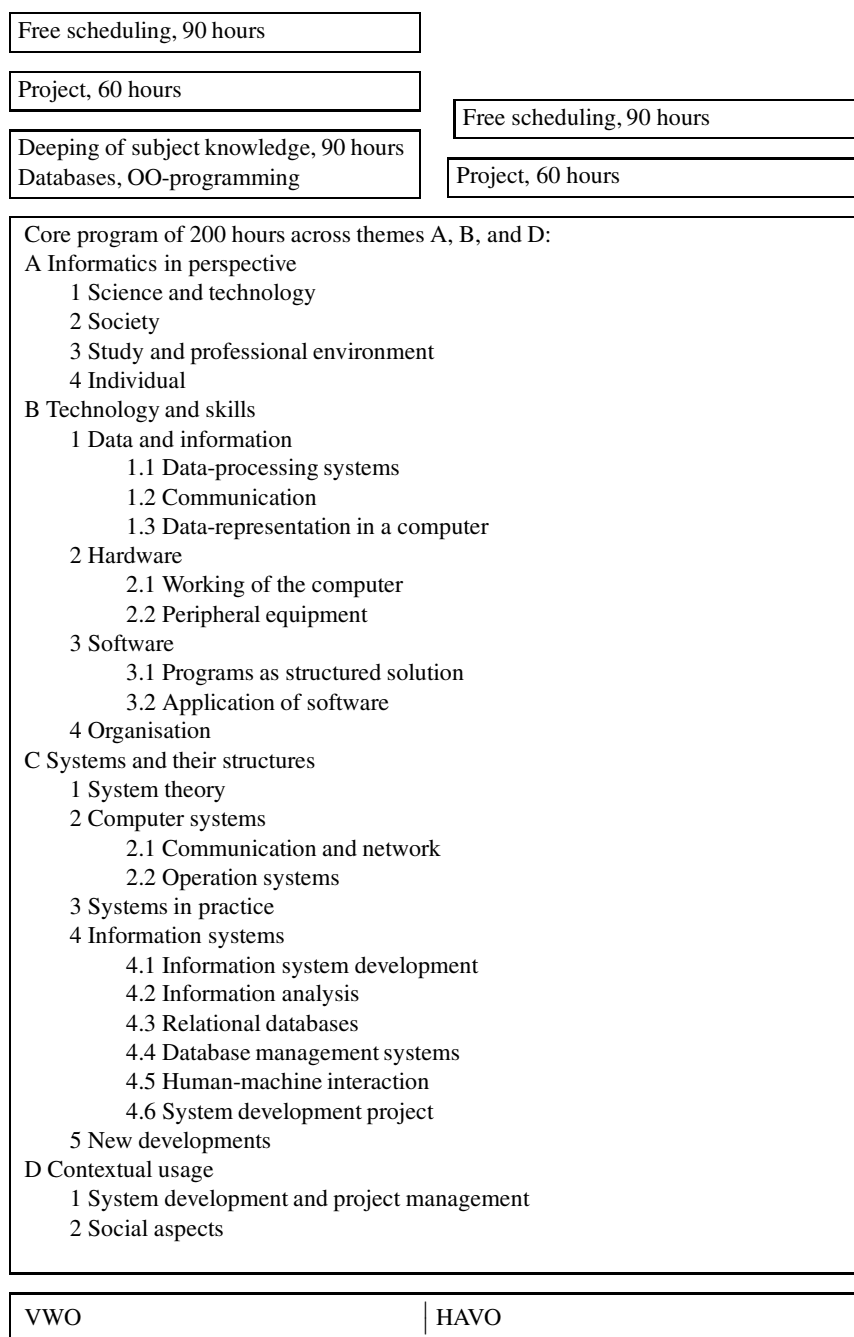 Free scheduling, 90 hours
Project, 60 hours
Deeping of subject knowledge, 90 hours
Databases, OO-programming
Free scheduling, 90 hours
Project, 60 hours
Core program of 200 hours across themes A, B, and D:
A Informatics in perspective
1 Science and technology
2 Society
3 Study and professional environment
4 Individual
B Technology and skills
1 Data and information
1.1 Data-processing systems
1.2 Communication
1.3 Data-representation in a computer
2 Hardware
2.1 Working of the computer
2.2 Peripheral equipment
3 Software
3.1 Programs as structured solution
3.2 Application of software
4 Organisation
C Systems and their structures
1 System theory
2 Computer systems
2.1 Communication and network
2.2 Operation systems
3 Systems in practice
4 Information systems
4.1 Information system development
4.2 Information analysis
4.3 Relational databases
4.4 Database management systems
4.5 Human-machine interaction
4.6 System development project
5 New developments
D Contextual usage
1 System development and project management
2 Social aspects
VWO
HAVO